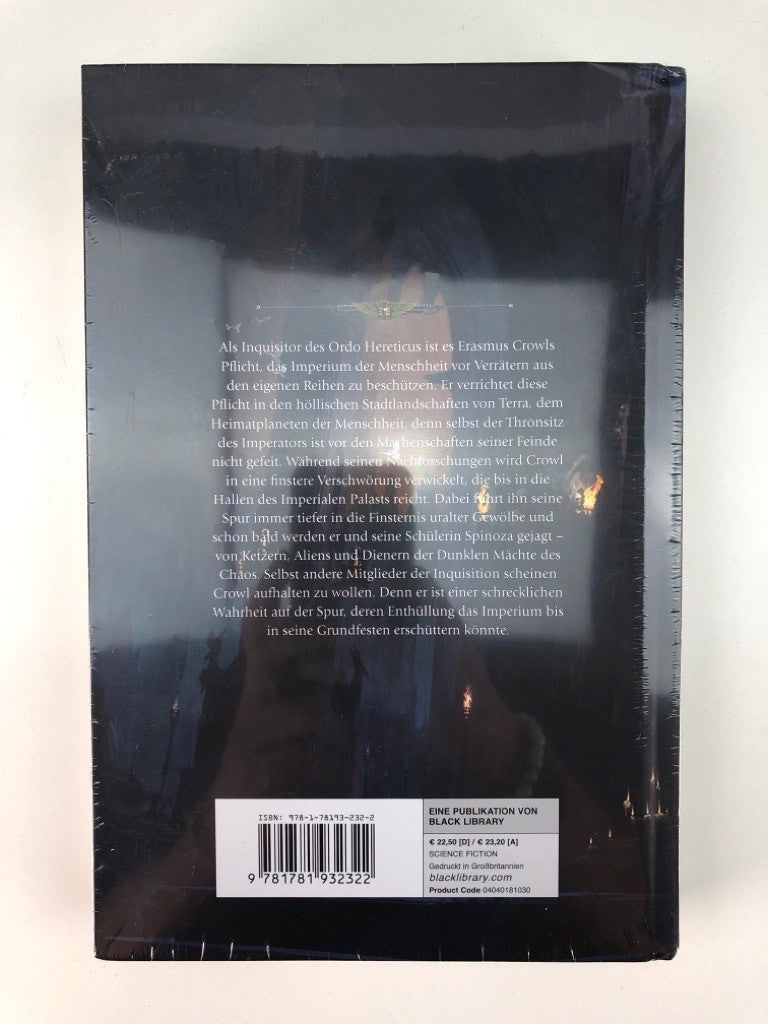 Als Inquisitor des Ordo Hereticus ist es Erasmus Crowls
Pflicht, das Imperium der Menschheit vor Verrätern aus
den eigenen Reihen zu beschützen. Er verrichtet diese
Pflicht in den höllischen Stadtlandschaften von Terra, dem
Heimatplaneten der Menschheit, denn selbst der Thronsitz
des Imperators ist vor den Machenschaften seiner Feinde
nicht gefeit. Während seinen Nachforschungen wird Crowl
in eine finstere Verschwörung verwickelt, die bis in die
Hallen des Imperialen Palasts reicht. Dabei führt ihn seine
Spur immer tiefer in die Finsternis uralter Gewölbe und
schon bald werden er und seine Schülerin Spinoza gejagt –
von Ketzern, Aliens und Dienern der Dunklen Mächte des
Chaos. Selbst andere Mitglieder der Inquisition scheinen
Crowl aufhalten zu wollen. Denn er ist einer schrecklichen
Wahrheit auf der Spur, deren Enthüllung das Imperium bis
in seine Grundfesten erschüttern könnte.
ISBN: 978-1-78193-232-2
9 781781 932322
EINE PUBLIKATION VON
BLACK LIBRARY
€ 22,50 [D] / € 23,20 [A]
SCIENCE FICTION
Gedruckt in Großbritannien
blacklibrary.com
Product Code 04040181030